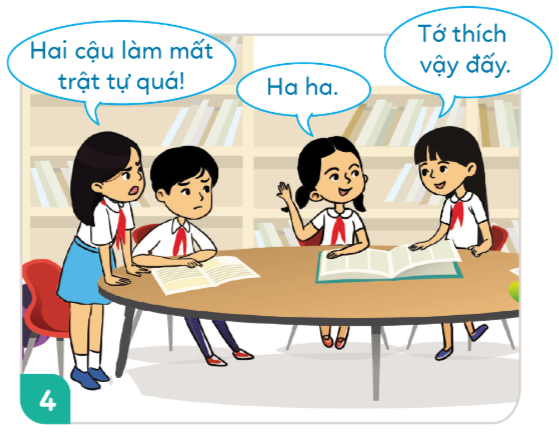 Hai cậu làm mất
trật tự quá!
Ha ha.
Tớ thích
vậy đấy.
4